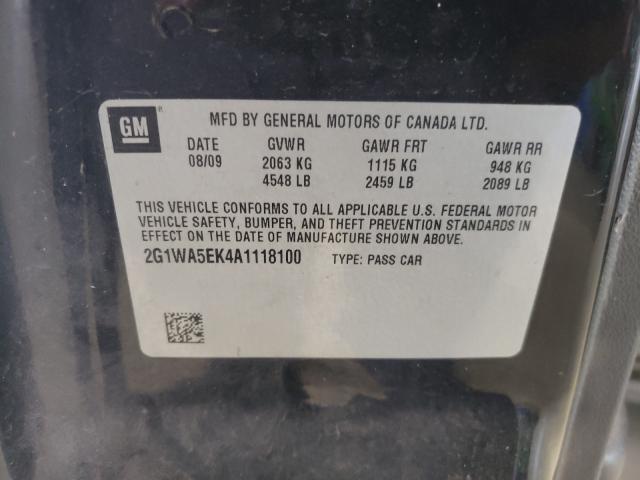 GM
MFD BY GENERAL MOTORS OF CANADA LTD.
DATE GVWR GAWR FRT GAWR RR
08/09 2063 KG 1115 KG 948 KG
4548 LB 2459 LB 2089 LB
THIS VEHICLE CONFORMS TO ALL APPLICABLE U.S. FEDERAL MOTOR
VEHICLE SAFETY, BUMPER, AND THEFT PREVENTION STANDARDS IN
EFFECT ON THE DATE OF MANUFACTURE SHOWN ABOVE.
2G1WA5EK4A1118100 TYPE: PASS CAR